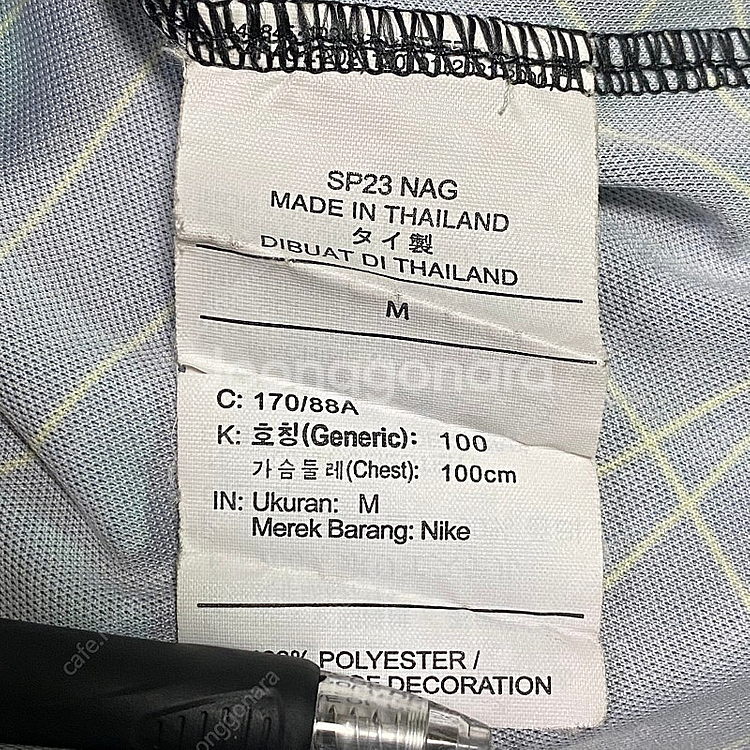 SP23 NAG
MADE IN THAILAND
タイ製
DIBUAT DI THAILAND
M
C: 170/88A
K: 호칭(Generic): 100
가슴둘레(Chest): 100cm
IN: Ukuran: M
Merek Barang: Nike
POLYESTER /
DECORATION
joonggonara